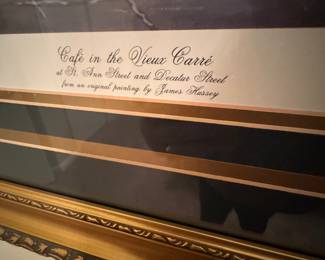 Café in the Vieux Carré
at St. Ann Street and Decatur Street
from an original painting by James Hussey